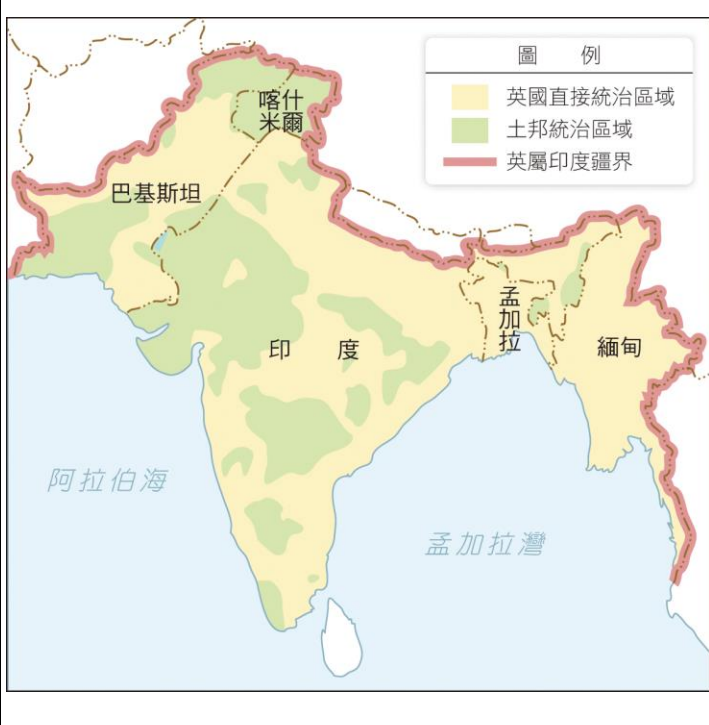 圖 例
英國直接統治區域
土邦統治區域
英屬印度疆界
喀什
米爾
巴基斯坦
印 度
孟加拉
緬甸
阿拉伯海
孟加拉灣